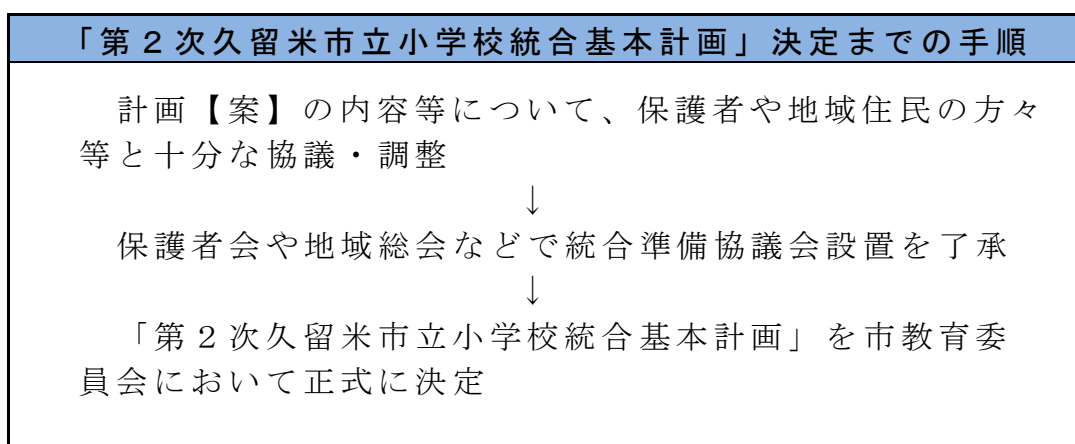 「第２次久留米市立小学校統合基本計画」決定までの手順
計画【案】の内容等について、保護者や地域住民の方々
等と十分な協議・調整
↓
保護者会や地域総会などで統合準備協議会設置を了承
↓
「第２次久留米市立小学校統合基本計画」を市教育委
員会において正式に決定